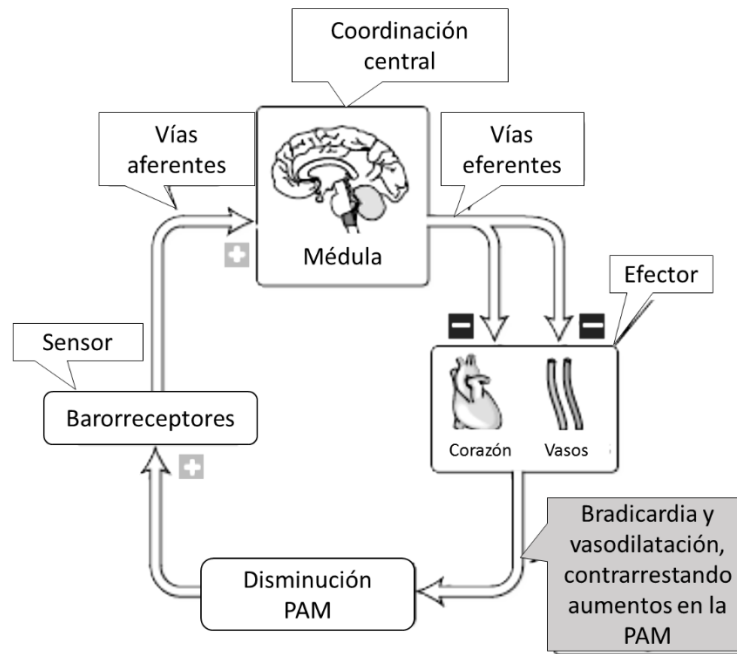 Coordinación
central
Vías
aferentes
Vías
eferentes
Médula
Efector
Sensor
Barorreceptores
Corazón
Vasos
Disminución
PAM
Bradicardia y
vasodilatación,
contrarrestando
aumentos en la
PAM